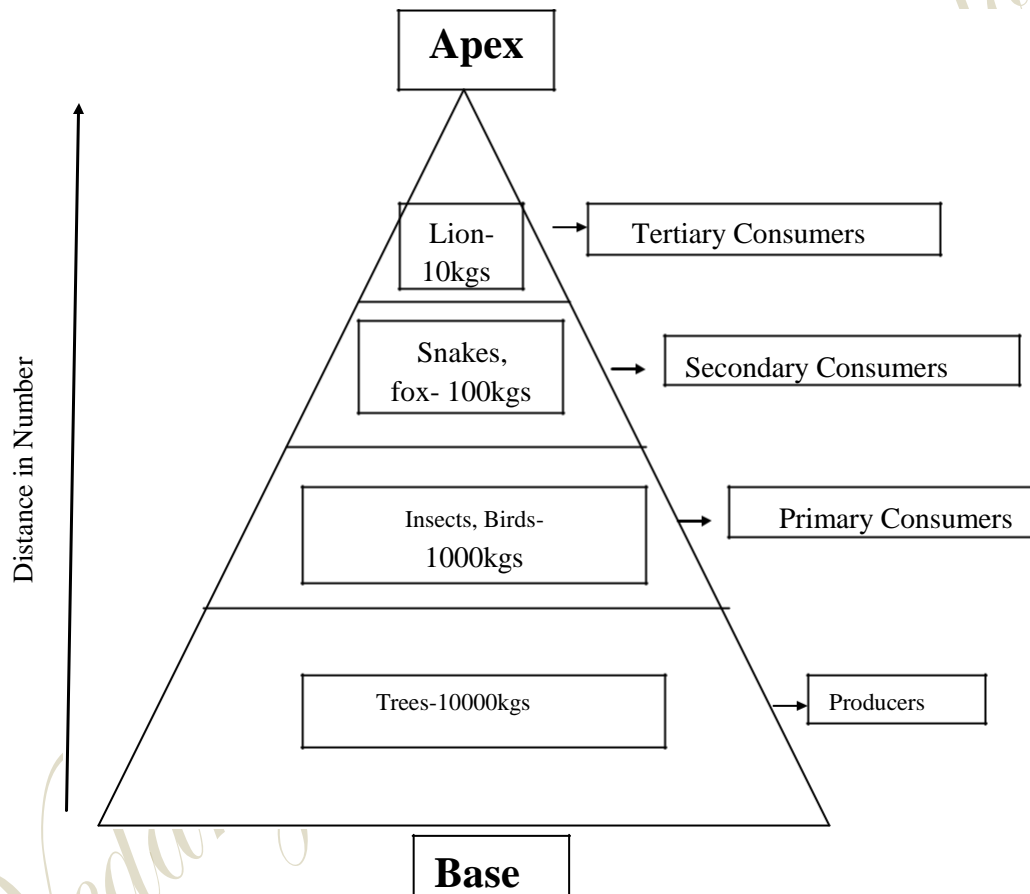 Apex
Lion-
10kgs
Tertiary Consumers
Snakes,
fox- 100kgs
Secondary Consumers
Distance in Number
Insects, Birds-
1000kgs
Primary Consumers
Trees-10000kgs
Producers
Base